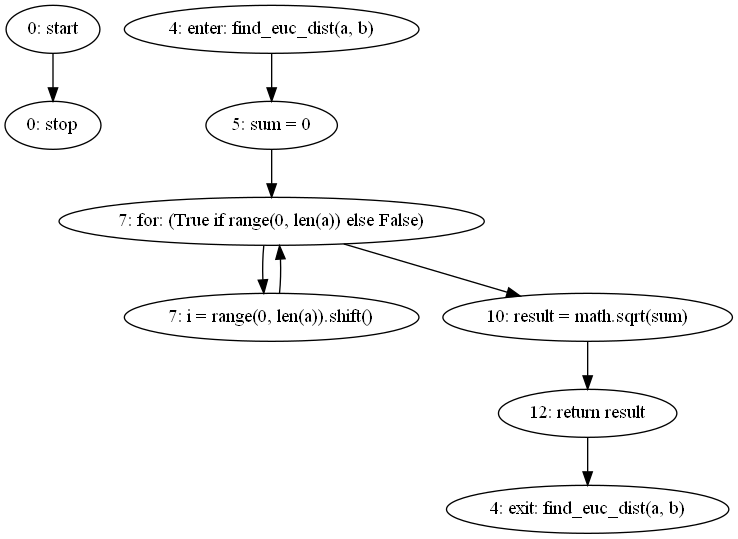 0: start
4: enter: find_euc_dist(a, b)
0: stop
5: sum = 0
7: for: (True if range(0, len(a)) else False)
7: i = range(0, len(a)).shift()
10: result = math.sqrt(sum)
12: return result
4: exit: find_euc_dist(a, b)